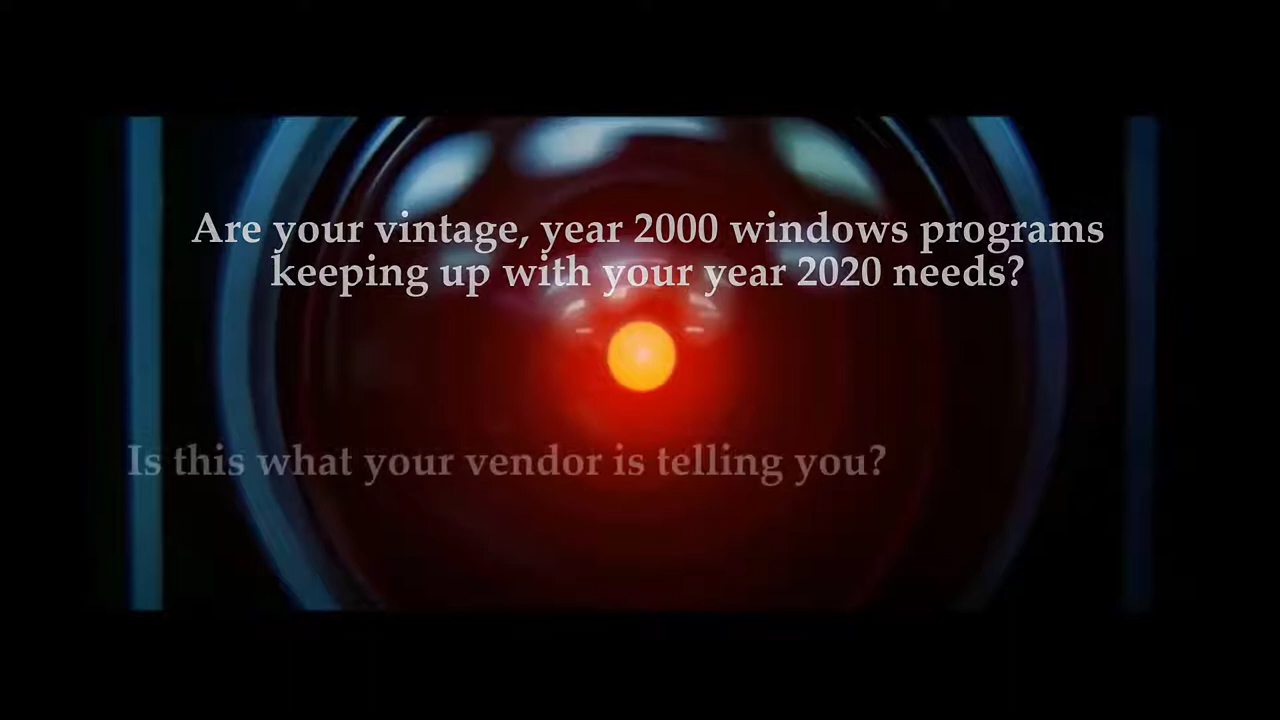 Are your vintage, year 2000 windows programs
keeping up with your year 2020 needs?
Is this what your vendor is telling you?